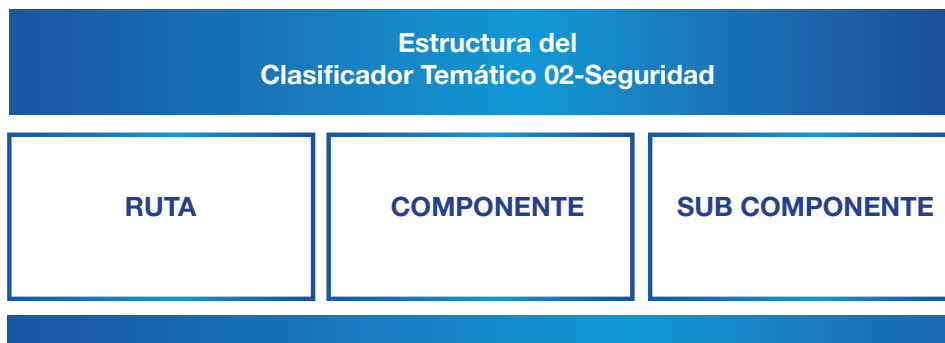 Estructura del
Clasificador Temático 02-Seguridad
RUTA
COMPONENTE
SUB COMPONENTE